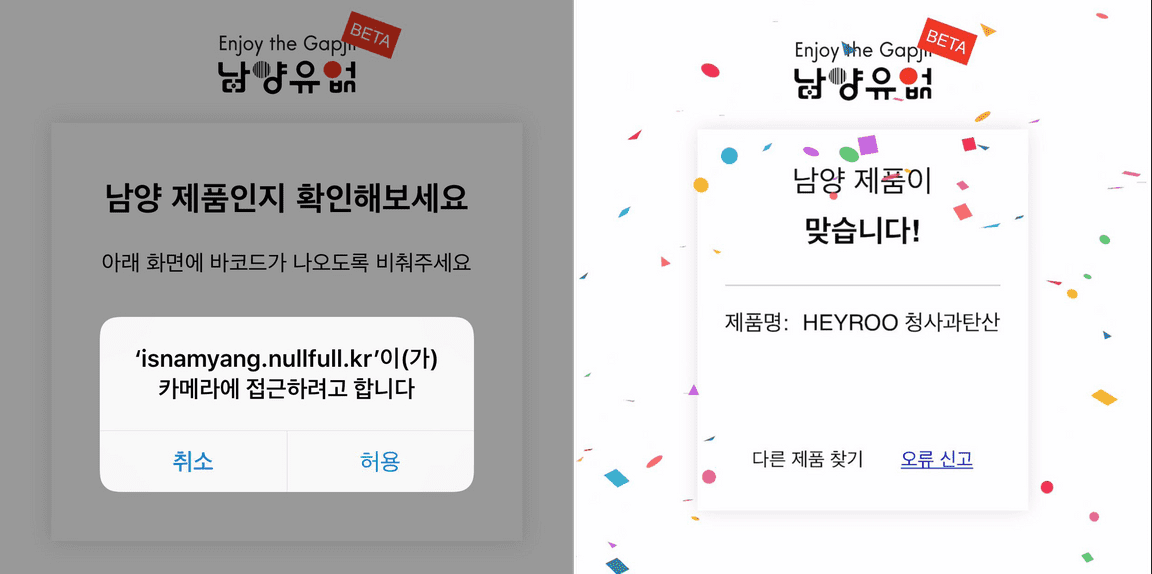 Enjoy the Gapjil
BETA
남양유없
남양 제품인지 확인해보세요
아래 화면에 바코드가 나오도록 비춰주세요
‘isnamyang.nullfull.kr’이(가)
카메라에 접근하려고 합니다
취소
허용
Enjoy the Gapjil
BETA
남양유없
남양 제품이
맞습니다!
제품명: HEYROO 청사과탄산
다른 제품 찾기
오류 신고